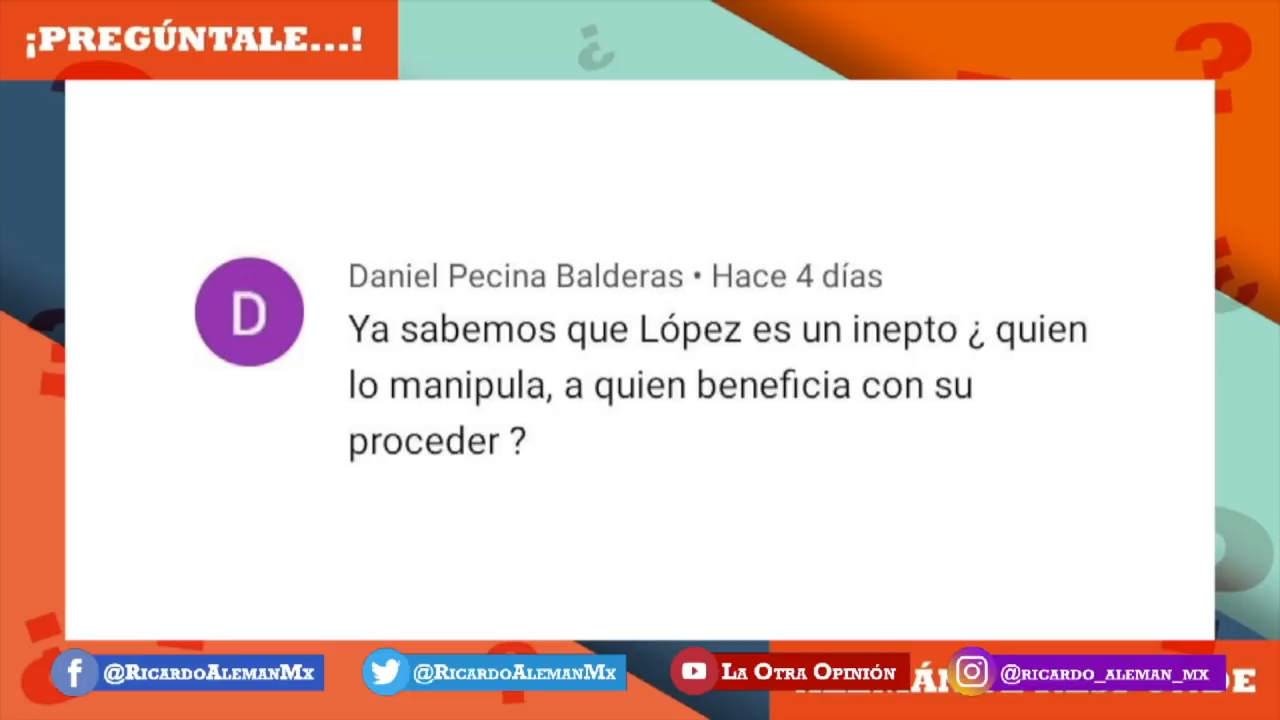 ¡PREGÚNTALE...!
D
Daniel Pecina Balderas • Hace 4 días
Ya sabemos que López es un inepto ¿ quien
lo manipula, a quien beneficia con su
proceder ?
@RicardoAlemanMx
@RicardoAlemanMx
La Otra Opinión
@ricardo_aleman_mx